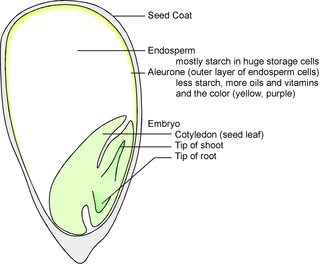 Seed Coat
Endosperm
mostly starch in huge storage cells
Aleurone (outer layer of endosperm cells)
less starch, more oils and vitamins
and the color (yellow, purple)
Embryo
Cotyledon (seed leaf)
Tip of shoot
Tip of root